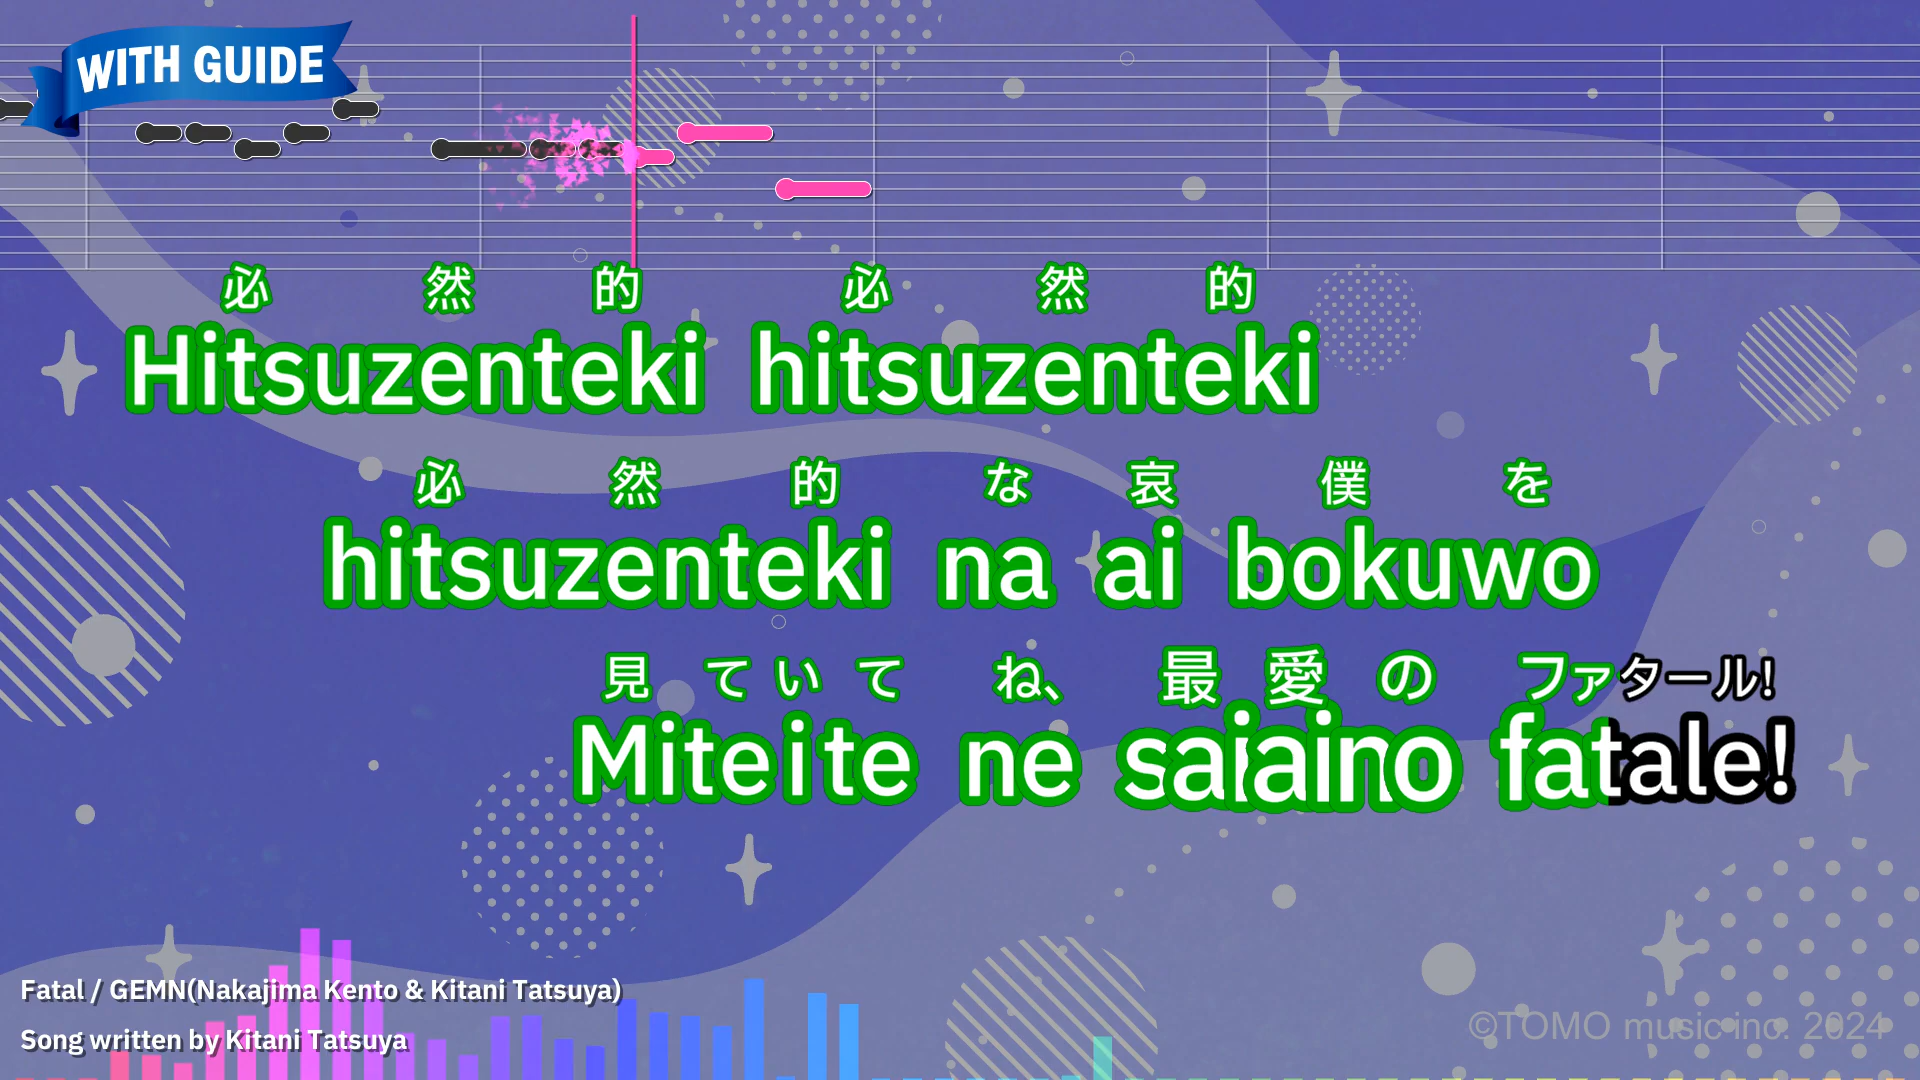 WITH GUIDE
必 然 的 必 然 的
Hitsuzenteki hitsuzenteki
必 然 的 な 哀 僕 を
hitsuzenteki na ai bokuwo
見 て い て ね、 最 愛 の ファタール!
Miteite ne saiaino fatale!
Fatal / GEMN(Nakajima Kento & Kitani Tatsuya)
Song written by Kitani Tatsuya
©TOMO music inc. 2024